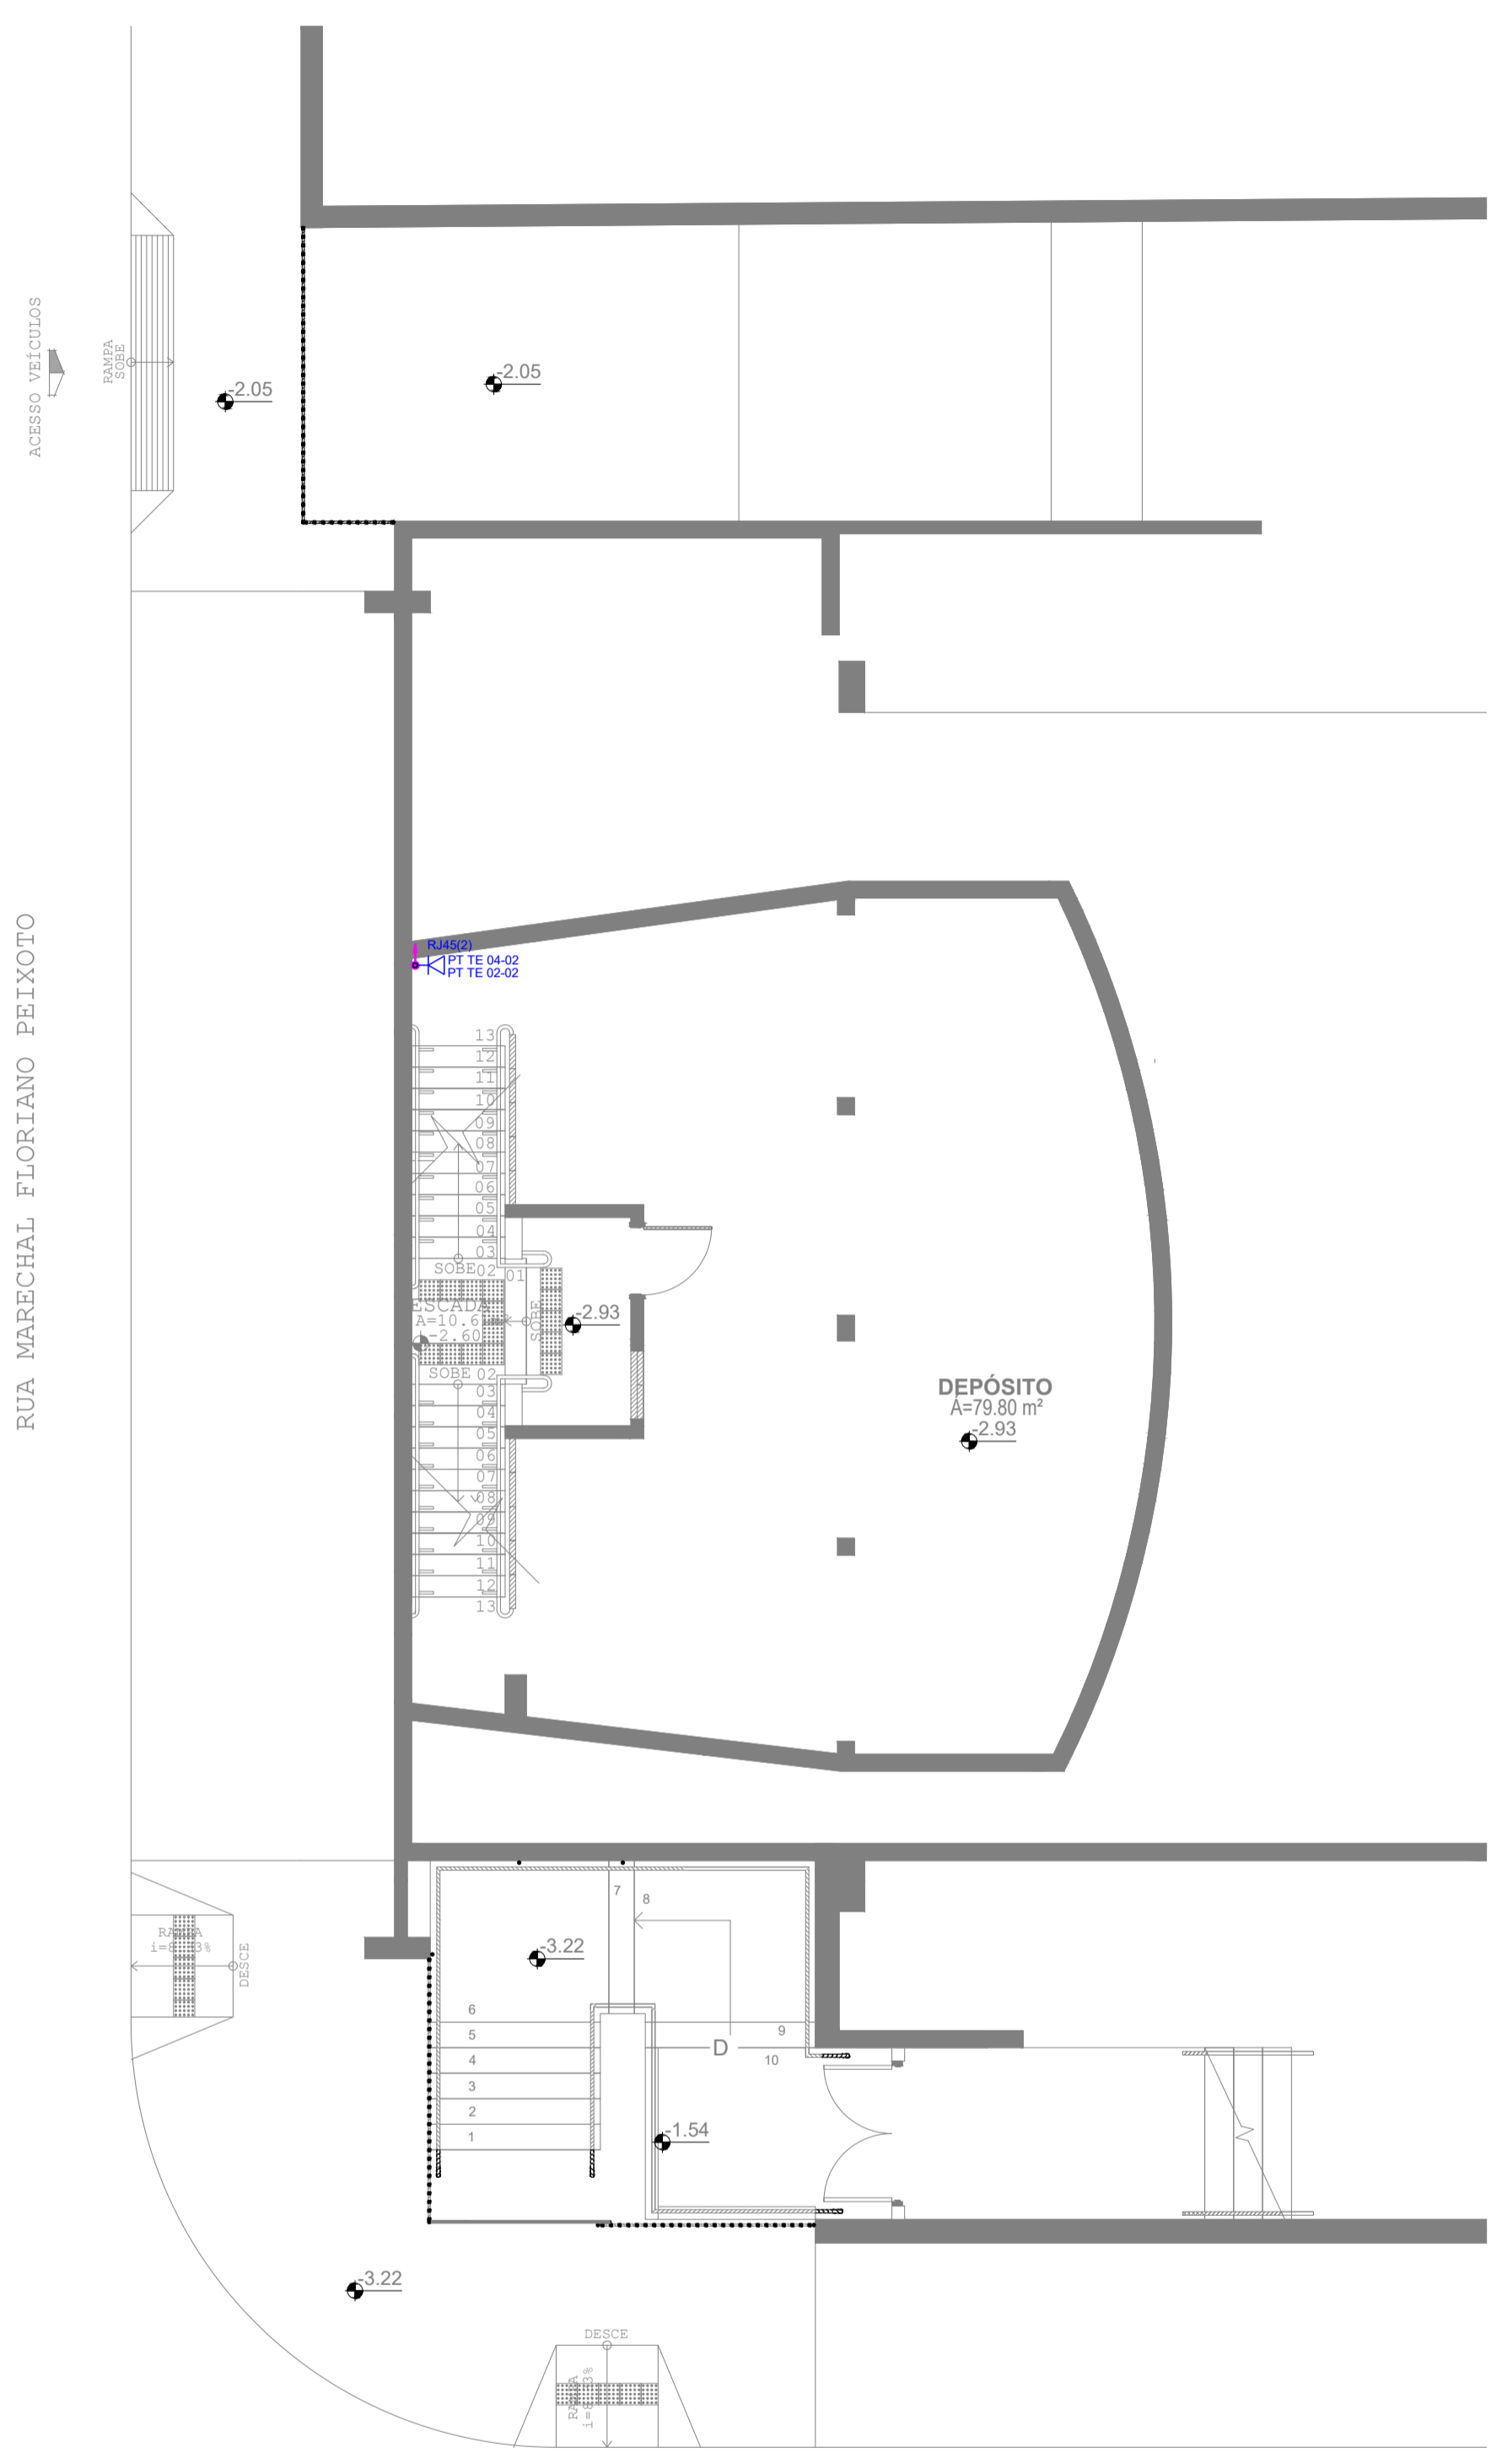 ACESSO VEÍCULOS
RAMPA
SOBE
-2.05
-2.05
RUA MARECHAL FLORIANO PEIXOTO
RJ45(2)
PT TE 04-02
PT TE 02-02
13
12
11
10
09
08
07
06
05
04
03
SOBE
02
01
ESCADA
A=10.6
-2.60
SOBE
-2.93
SOBE
02
03
04
05
06
07
08
09
10
11
12
13
DEPÓSITO
A=79.80 m²
-2.93
7
8
-3.22
6
5
4
3
2
1
9
D
10
-1.54
DESCE
-3.22
DESCE